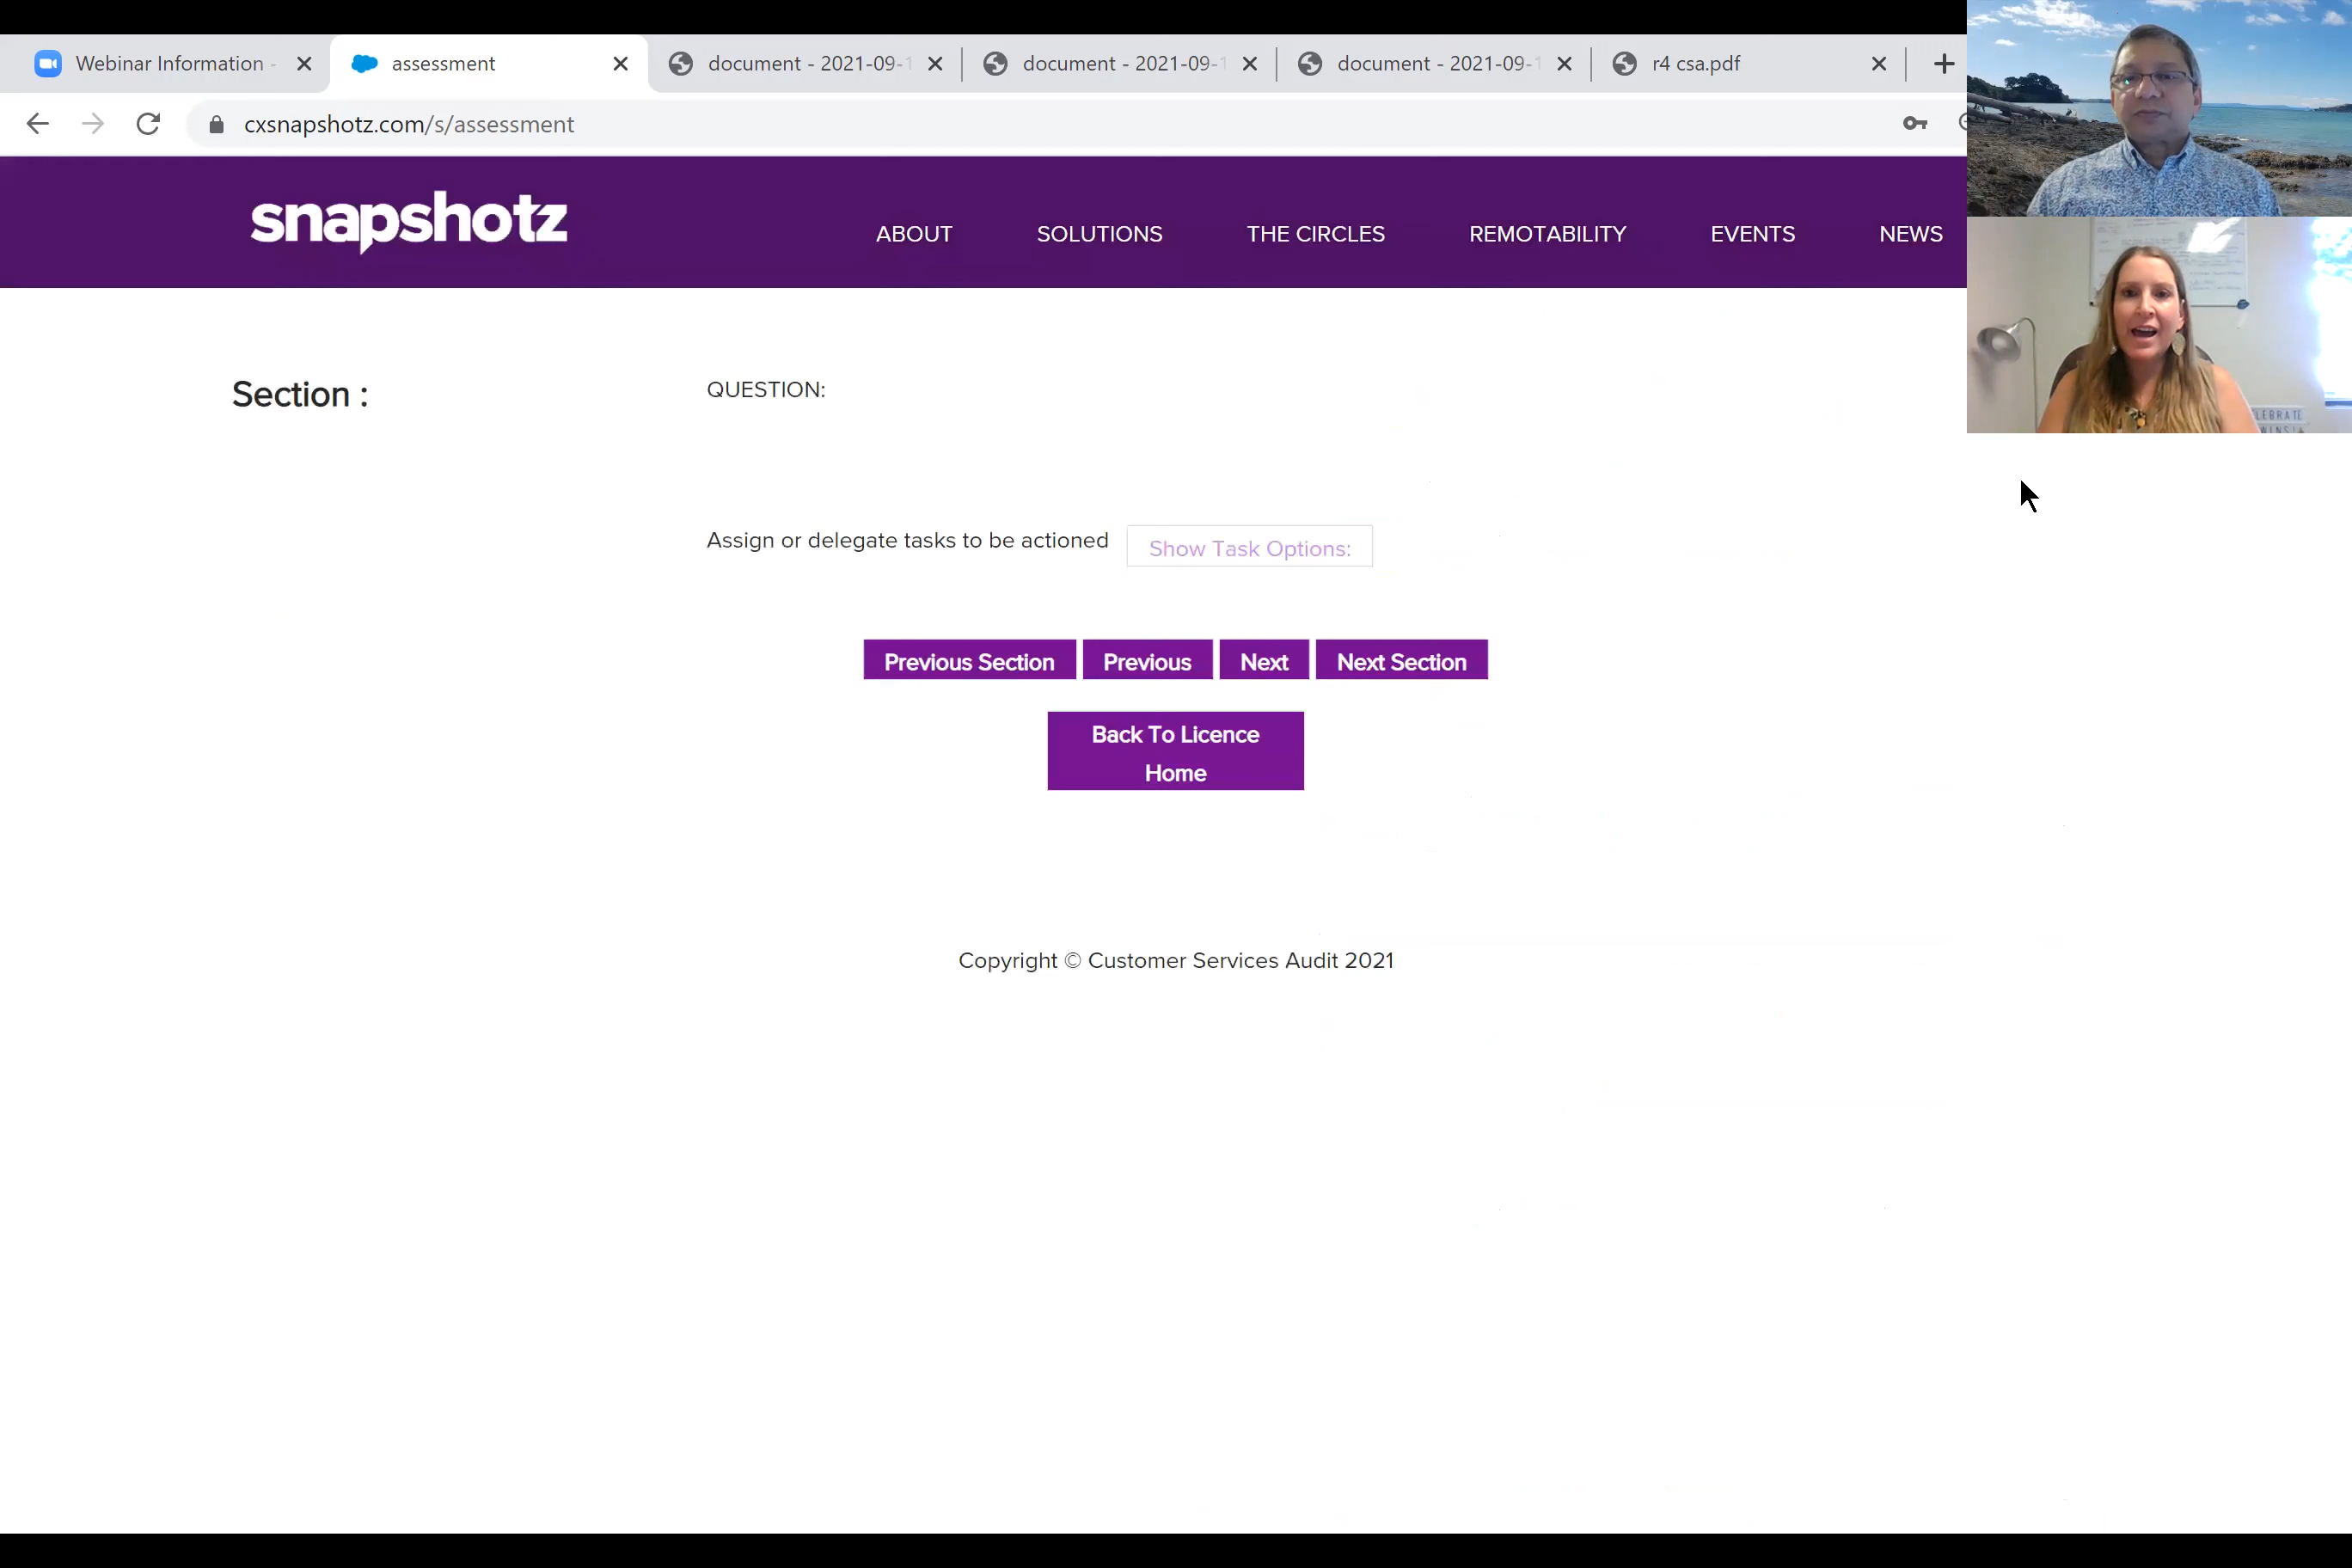 Webinar Information -
assessment
document - 2021-09-1
document - 2021-09-1
document - 2021-09-1
r4 csa.pdf
cxsnapshotz.com/s/assessment
snapshotz
ABOUT
SOLUTIONS
THE CIRCLES
REMOTABILITY
EVENTS
NEWS
Section :
QUESTION:
Assign or delegate tasks to be actioned
Show Task Options:
Previous Section
Previous
Next
Next Section
Back To Licence
Home
Copyright © Customer Services Audit 2021
LEBRATE